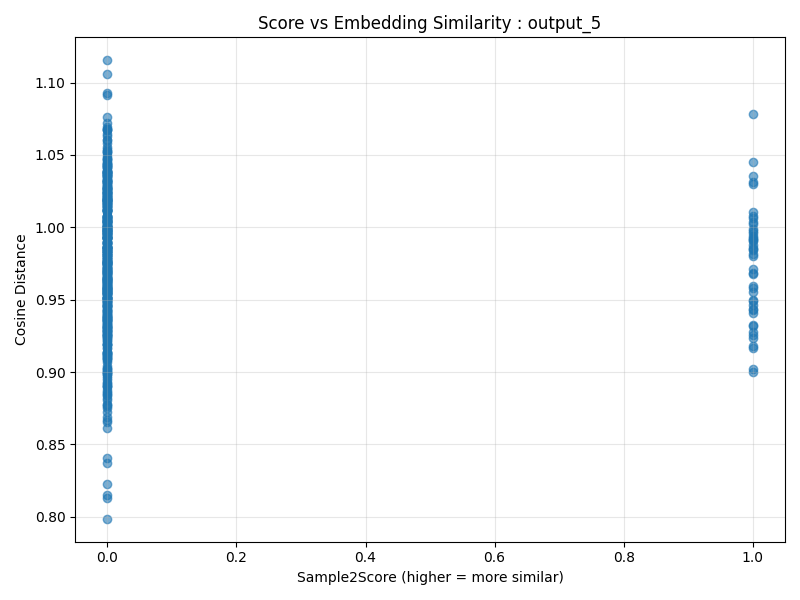 Score vs Embedding Similarity : output_5
Cosine Distance
1.10
1.05
1.00
0.95
0.90
0.85
0.80
0.0 0.2 0.4 0.6 0.8 1.0
Sample2Score (higher = more similar)